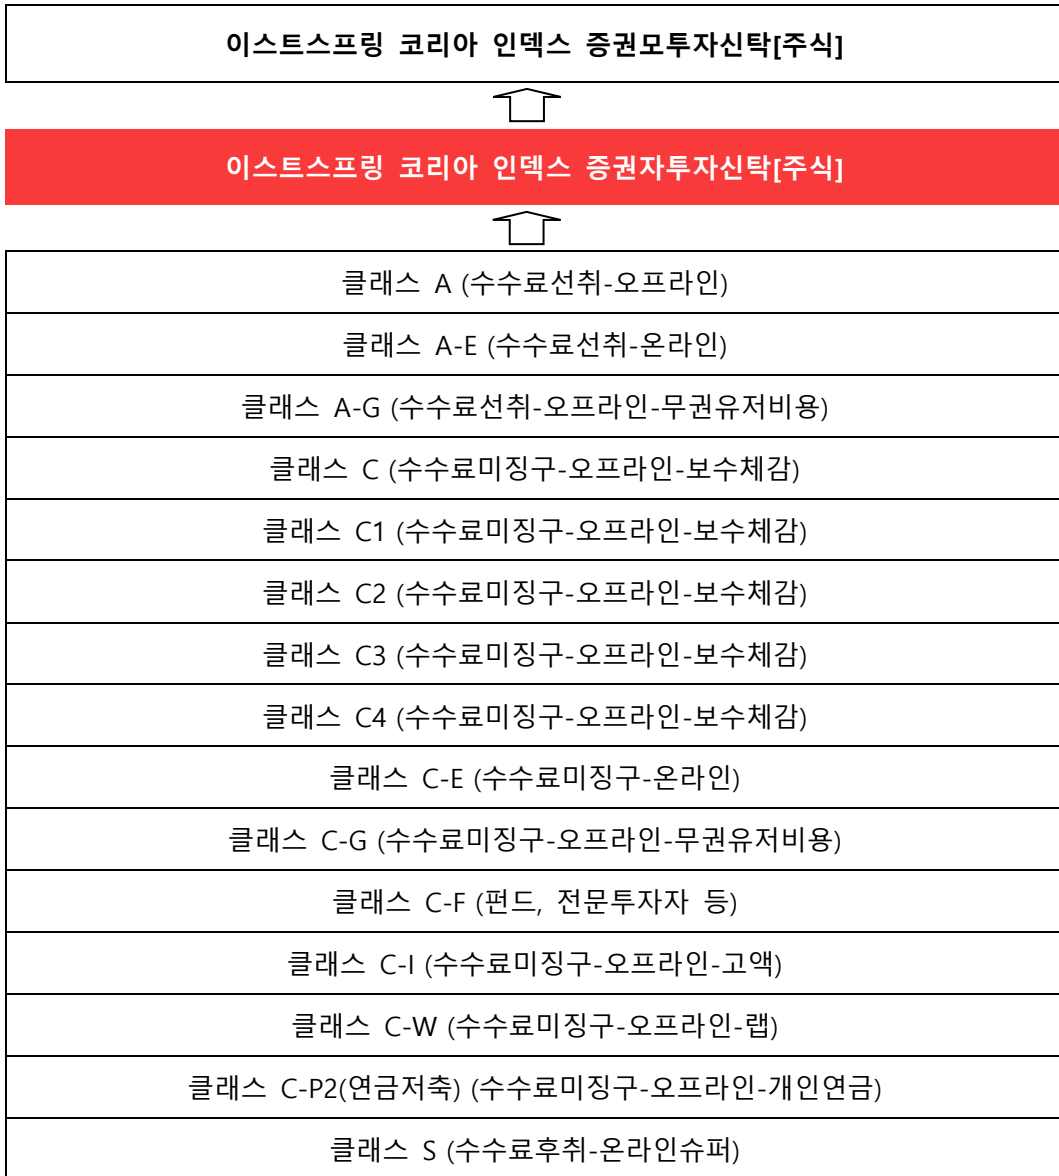 이스트스프링 코리아 인덱스 증권모투자신탁[주식]
이스트스프링 코리아 인덱스 증권자투자신탁[주식]
클래스 A (수수료선취-오프라인)
클래스 A-E (수수료선취-온라인)
클래스 A-G (수수료선취-오프라인-무권유저비용)
클래스 C (수수료미징구-오프라인-보수체감)
클래스 C1 (수수료미징구-오프라인-보수체감)
클래스 C2 (수수료미징구-오프라인-보수체감)
클래스 C3 (수수료미징구-오프라인-보수체감)
클래스 C4 (수수료미징구-오프라인-보수체감)
클래스 C-E (수수료미징구-온라인)
클래스 C-G (수수료미징구-오프라인-무권유저비용)
클래스 C-F (펀드, 전문투자자 등)
클래스 C-I (수수료미징구-오프라인-고액)
클래스 C-W (수수료미징구-오프라인-랩)
클래스 C-P2(연금저축) (수수료미징구-오프라인-개인연금)
클래스 S (수수료후취-온라인슈퍼)